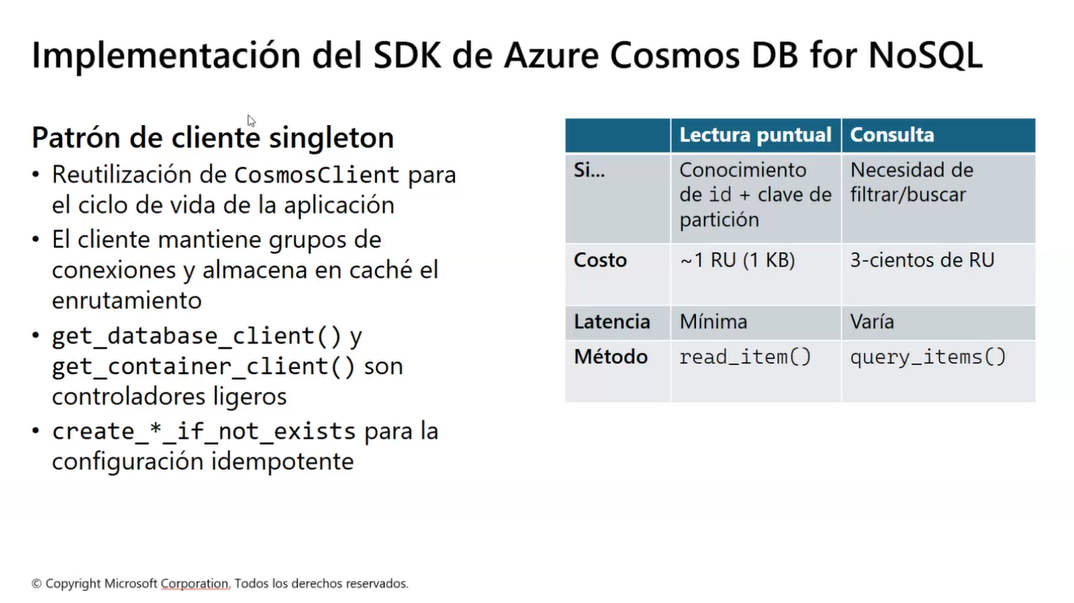 Implementación del SDK de Azure Cosmos DB for NoSQL
Patrón de cliente singleton
• Reutilización de CosmosClient para
el ciclo de vida de la aplicación
• El cliente mantiene grupos de
conexiones y almacena en caché el
enrutamiento
• get_database_client() y
get_container_client() son
controladores ligeros
• create_*_if_not_exists para la
configuración idempotente
Lectura puntual Consulta
Si... Conocimiento de id + clave de partición Necesidad de filtrar/buscar
Costo ~1 RU (1 KB) 3-cientos de RU
Latencia Mínima Varía
Método read_item() query_items()
© Copyright Microsoft Corporation. Todos los derechos reservados.